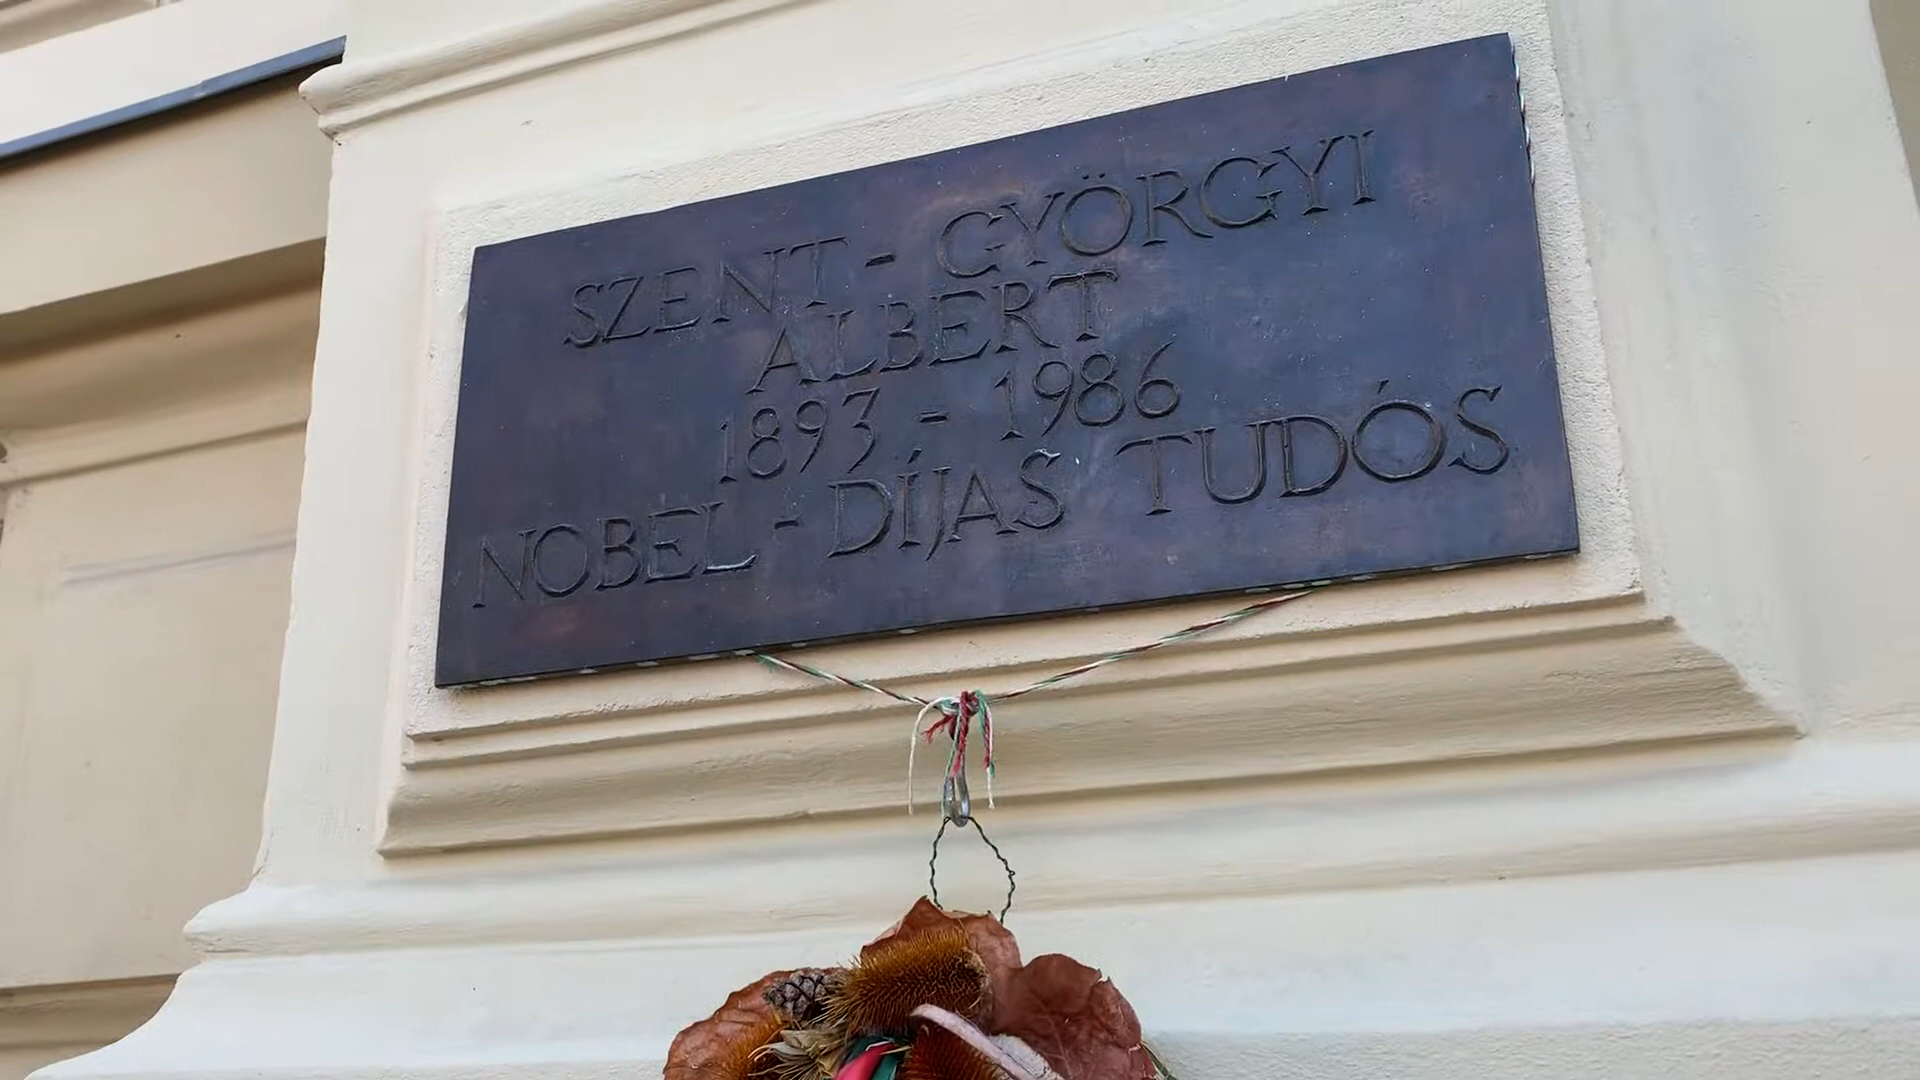 SZENT - GYÖRGYI
ALBERT
1893 - 1986
NOBEL - DÍJAS TUDÓS